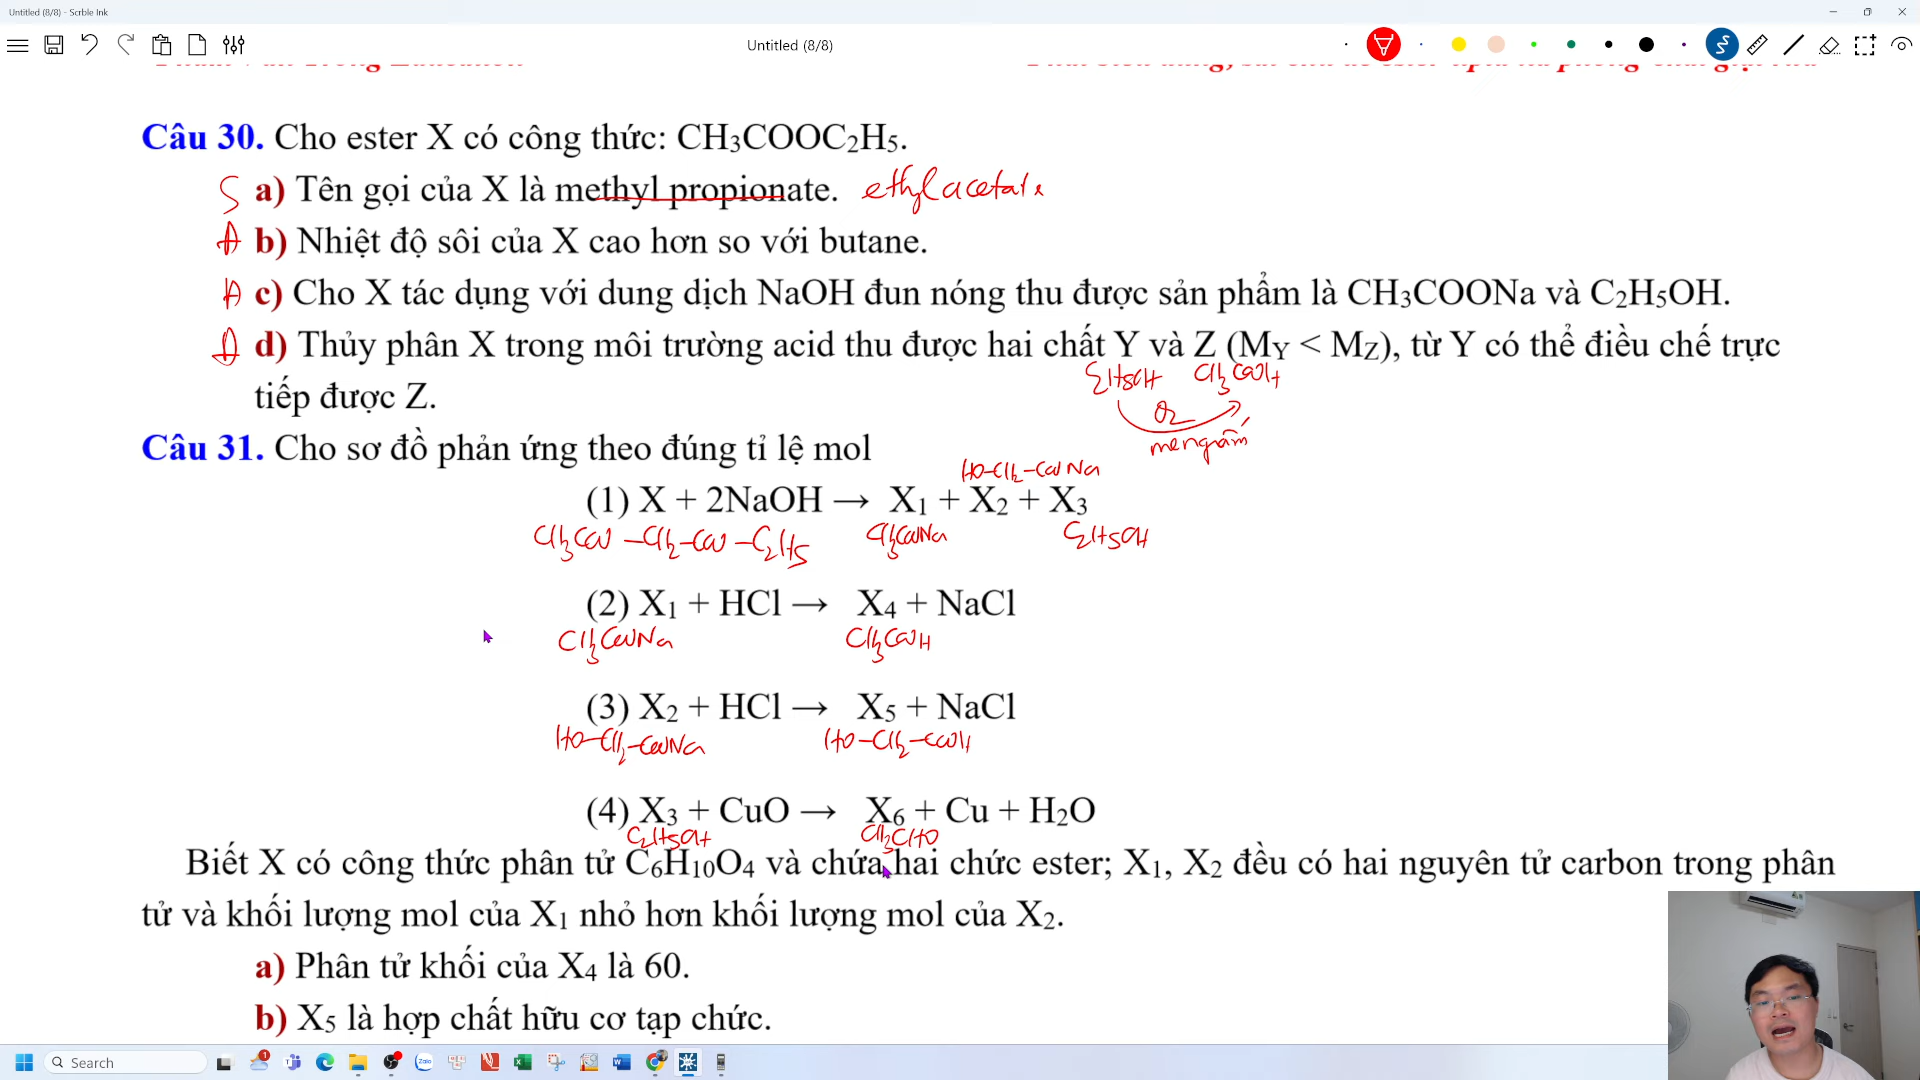 Untitled (8/8) - Scrble Ink
Untitled (8/8)
Câu 30. Cho ester X có công thức: CH₃COOC₂H₅.
S a) Tên gọi của X là methyl propionate. ethyl acetate
Đ b) Nhiệt độ sôi của X cao hơn so với butane.
Đ c) Cho X tác dụng với dung dịch NaOH đun nóng thu được sản phẩm là CH₃COONa và C₂H₅OH.
Đ d) Thủy phân X trong môi trường acid thu được hai chất Y và Z (M_Y < M_Z), từ Y có thể điều chế trực
C₂H₅OH CH₃COOH
tiếp được Z.
O₂
men giấm
Câu 31. Cho sơ đồ phản ứng theo đúng tỉ lệ mol
HO-CH₂-COONa
(1) X + 2NaOH → X₁ + X₂ + X₃
CH₃COO-CH₂-COO-C₂H₅ CH₃COONa C₂H₅OH
(2) X₁ + HCl → X₄ + NaCl
CH₃COONa CH₃COOH
(3) X₂ + HCl → X₅ + NaCl
HO-CH₂-COONa HO-CH₂-COOH
(4) X₃ + CuO → X₆ + Cu + H₂O
C₂H₅OH CH₃CHO
Biết X có công thức phân tử C₆H₁₀O₄ và chứa hai chức ester; X₁, X₂ đều có hai nguyên tử carbon trong phân
tử và khối lượng mol của X₁ nhỏ hơn khối lượng mol của X₂.
a) Phân tử khối của X₄ là 60.
b) X₅ là hợp chất hữu cơ tạp chức.
Search
Zalo